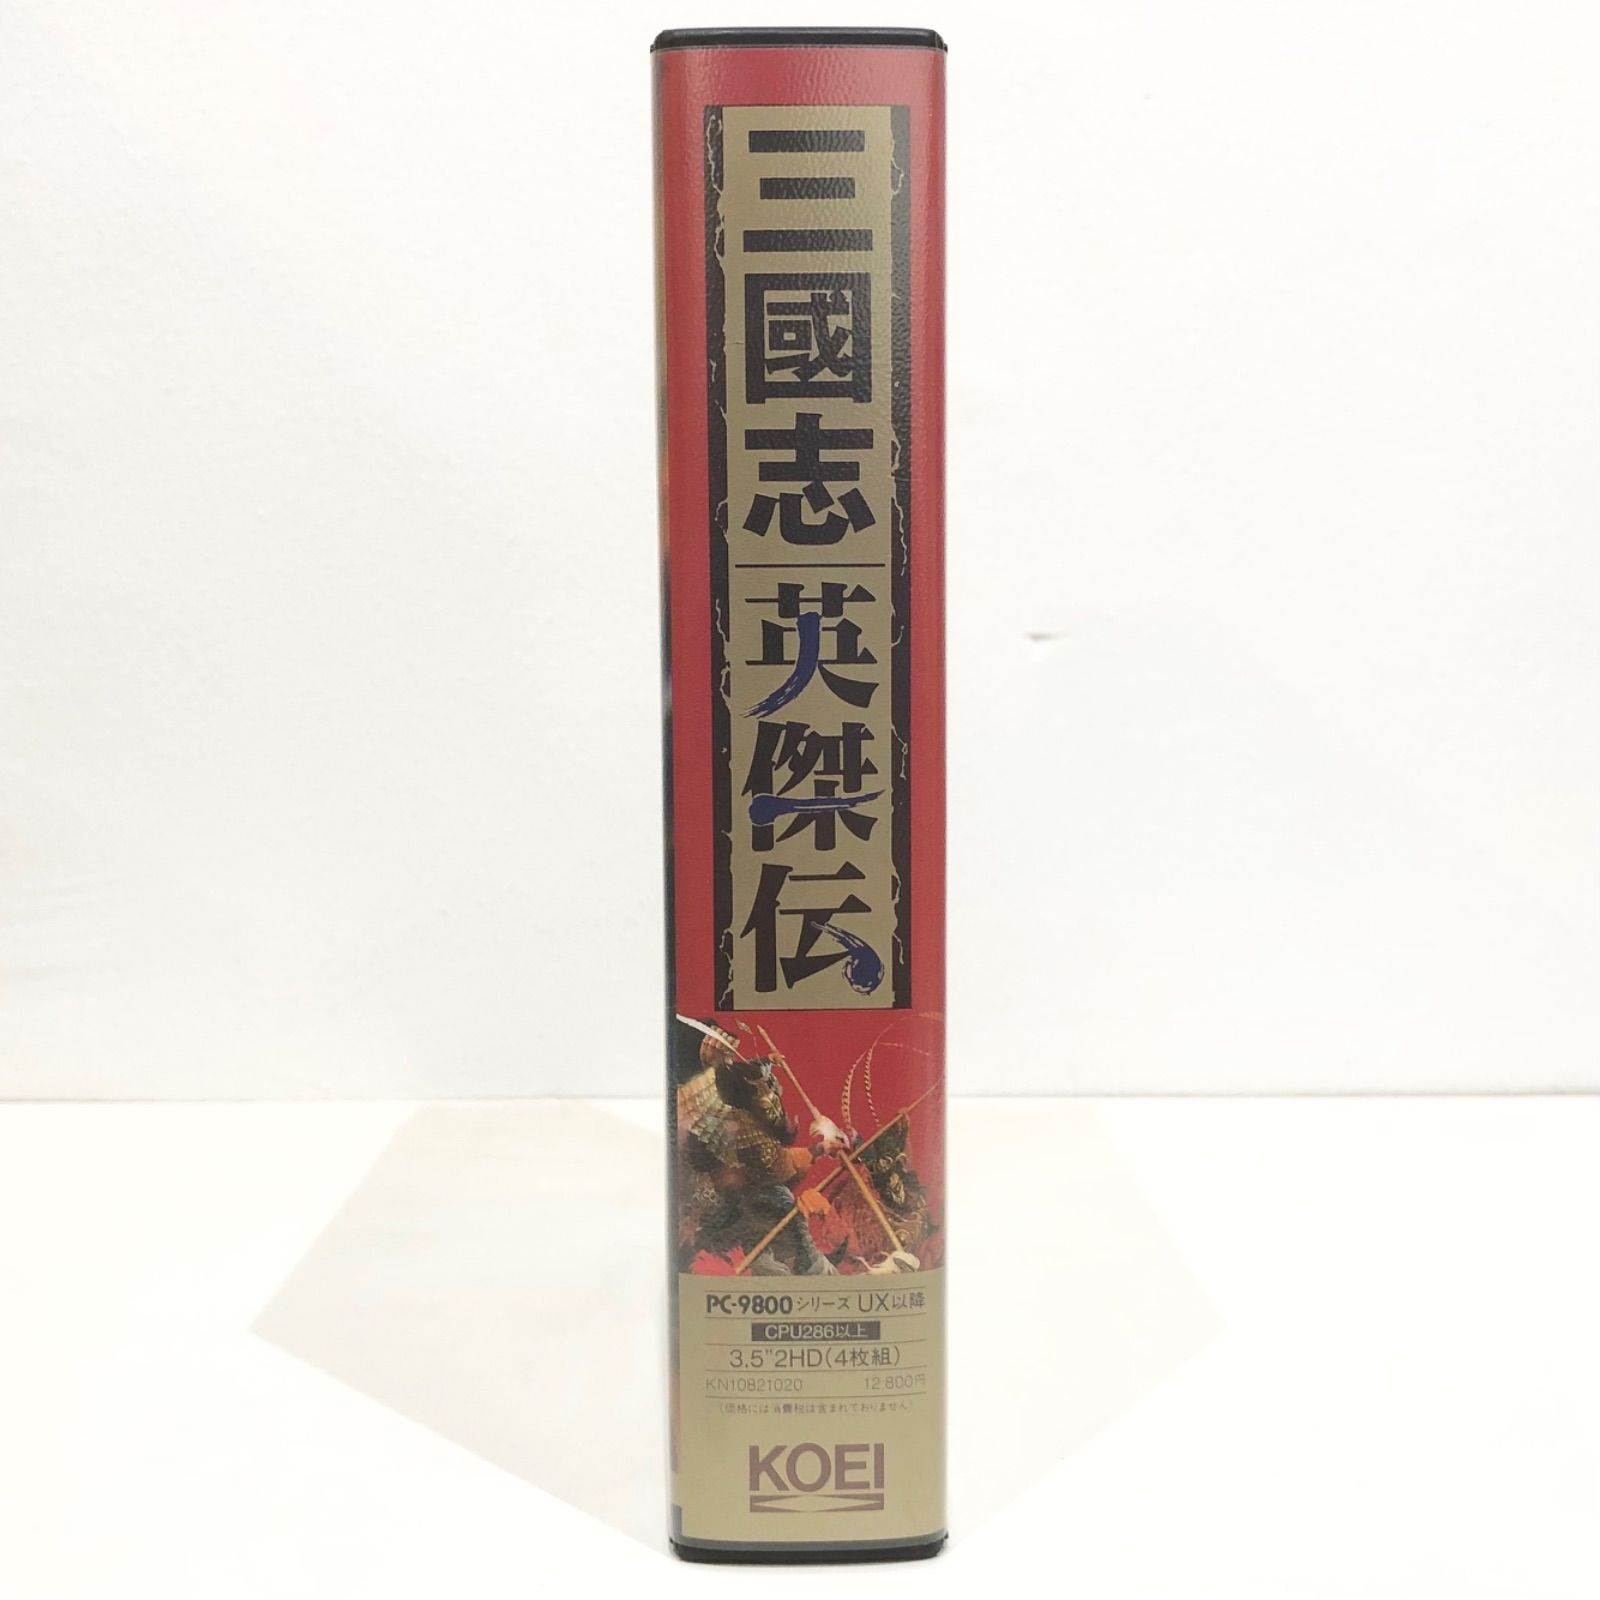 三國志
英傑伝
PC-9800シリーズ UX以降
CPU286以上
3.5"2HD(4枚組)
KN10821020 12,800円
(価格には消費税は含まれておりません)
KOEI